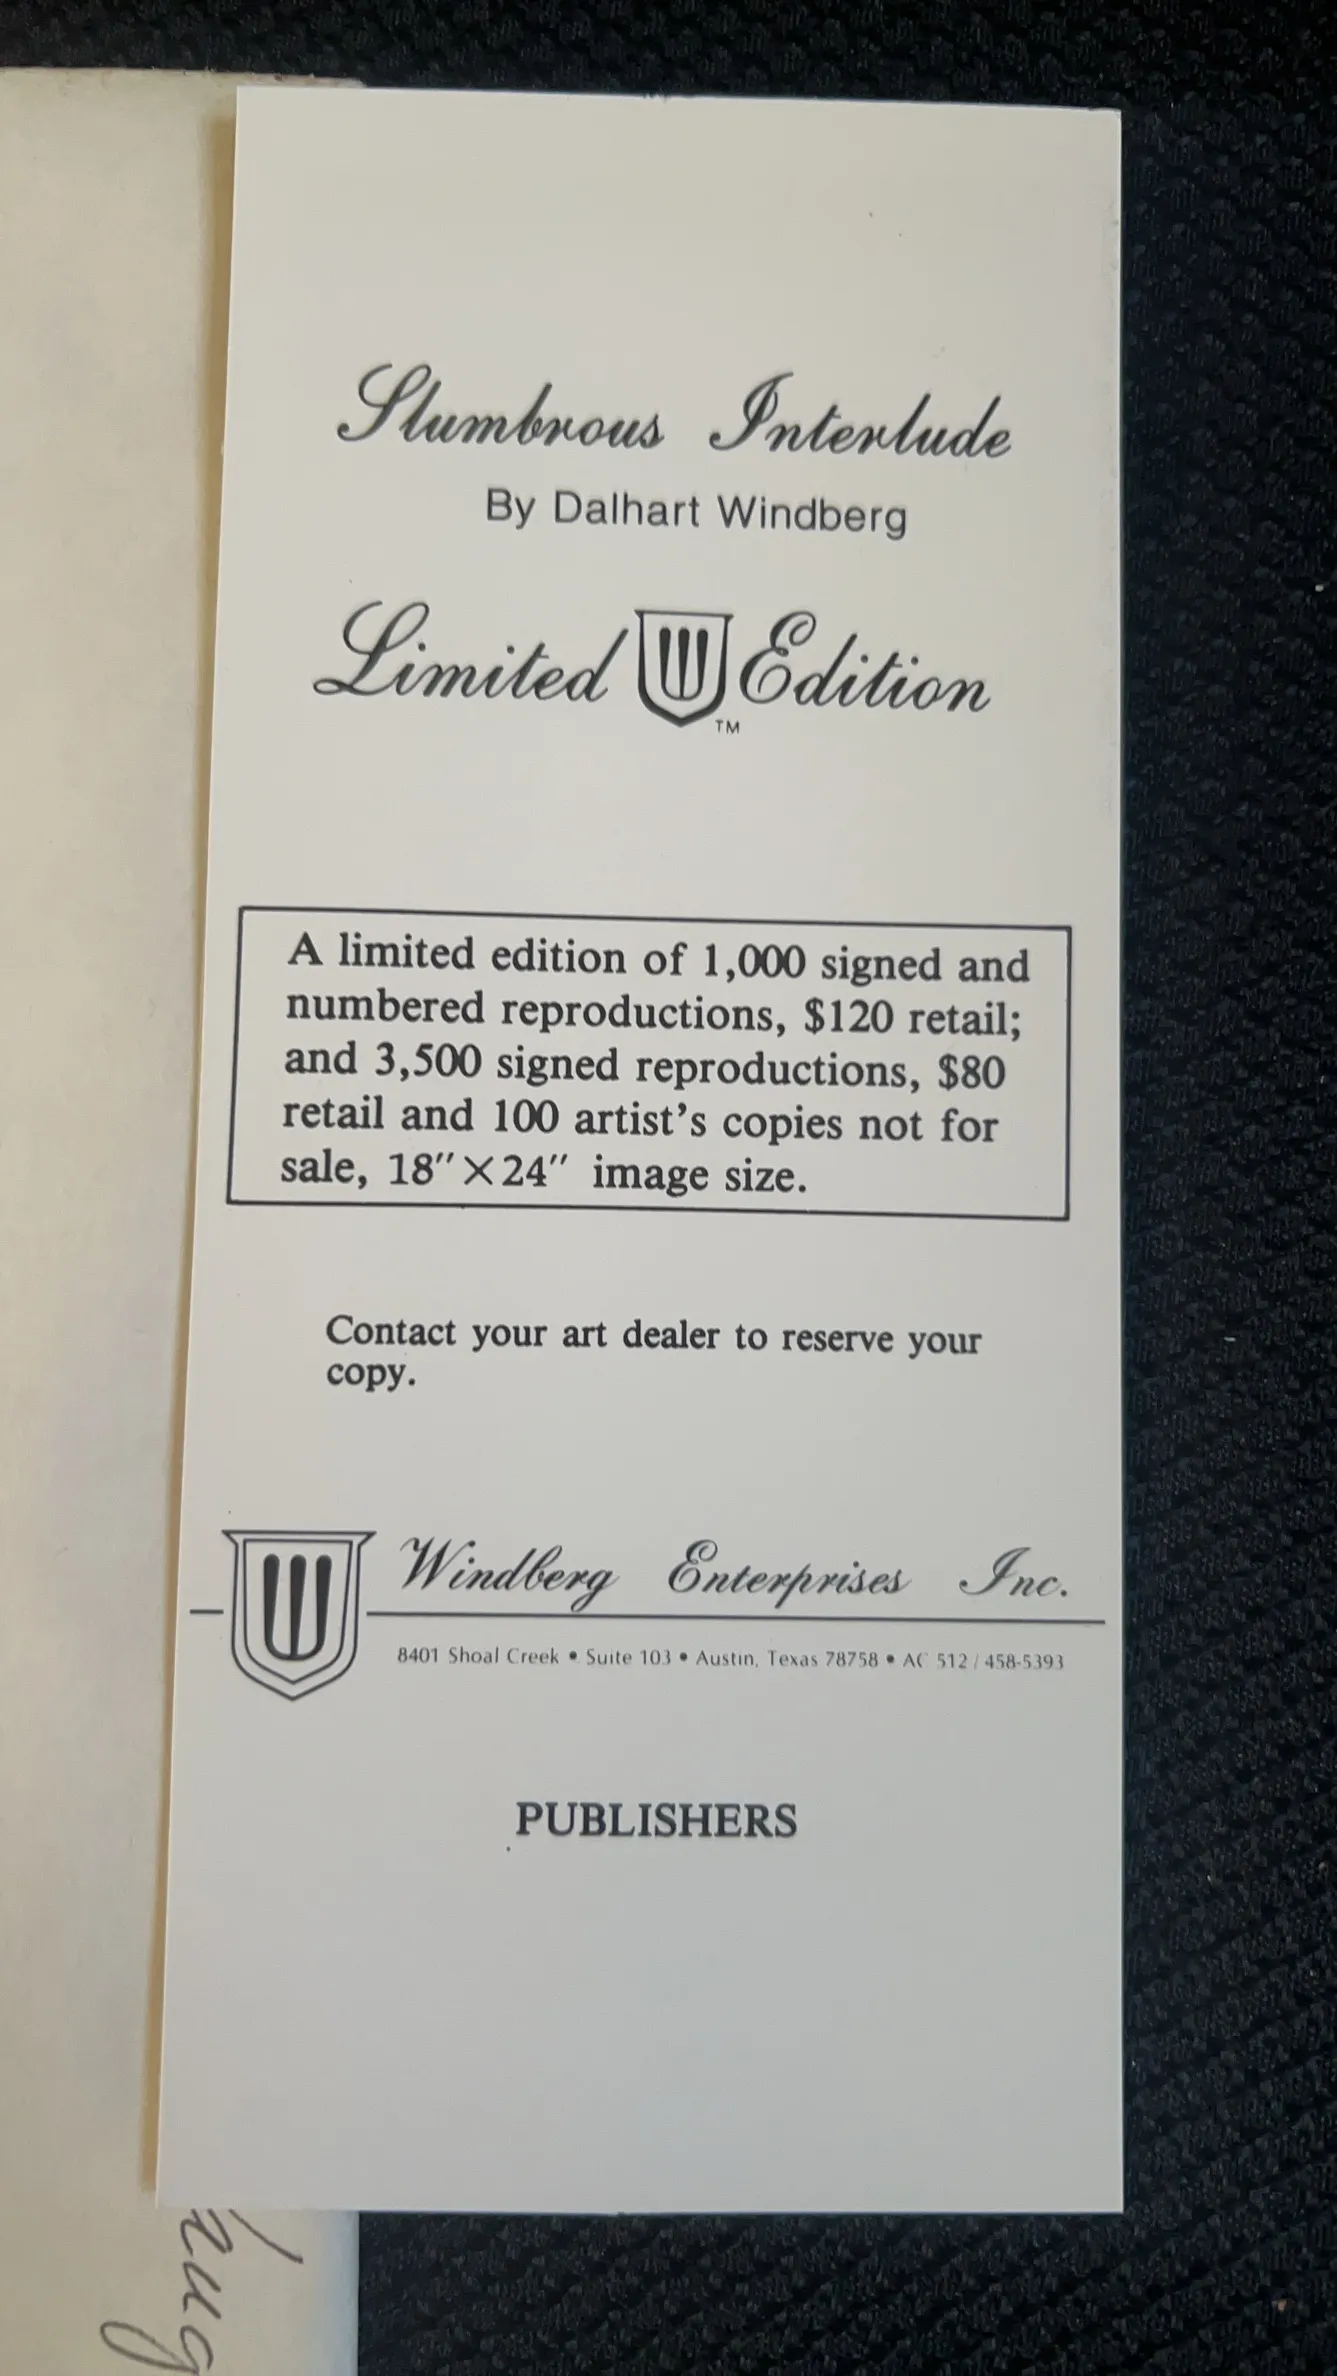 Slumbrous Interlude
By Dalhart Windberg
Limited W Edition
TM
A limited edition of 1,000 signed and
numbered reproductions, $120 retail;
and 3,500 signed reproductions, $80
retail and 100 artist's copies not for
sale, 18" × 24" image size.
Contact your art dealer to reserve your
copy.
W Windberg Enterprises Inc.
8401 Shoal Creek • Suite 103 • Austin, Texas 78758 • AC 512 / 458-5393
PUBLISHERS